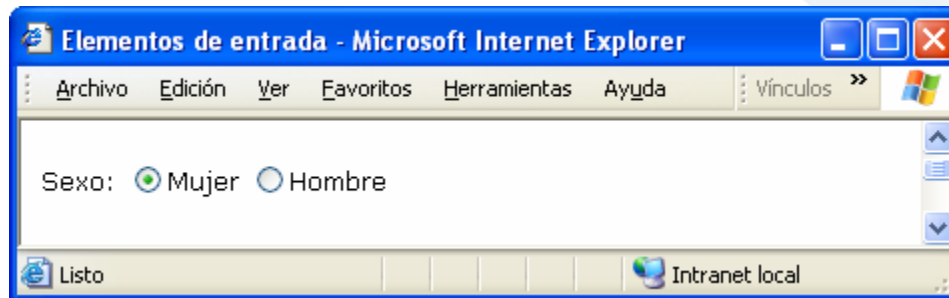 Elementos de entrada - Microsoft Internet Explorer
Archivo Edición Ver Favoritos Herramientas Ayuda Vínculos »
Sexo: Mujer Hombre
Listo Intranet local